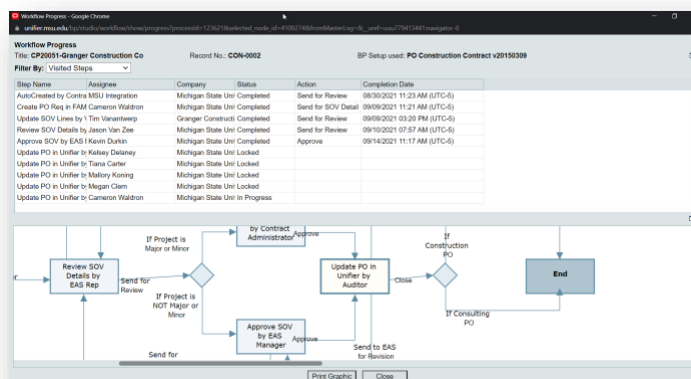 Workflow Progress - Google Chrome
unifier.msu.edu/bp/studio/workflow/show/progress?
Workflow Progress
Title: CP20051-Granger Construction Co Record No.: CON-0002 BP Setup used: PO Construction Contract v20150309
Filter By: Visited Steps
Step Name Assignee Company Status Action Completion Date
AutoCreated by Contra MSU Integration Michigan State Uni Completed Send for Review 08/30/2021 11:23 AM (UTC-5)
Create PO Req in FAM Cameron Waldron Michigan State Uni Completed Send for SOV Detail 09/09/2021 11:21 AM (UTC-5)
Update SOV Lines by V Tim Vanantwerp Granger Constructi Completed Send for Review 09/09/2021 03:20 PM (UTC-5)
Review SOV Details by Jason Van Zee Michigan State Uni Completed Send for Review 09/10/2021 07:57 AM (UTC-5)
Approve SOV by EAS I Kevin Durkin Michigan State Uni Completed Approve 09/14/2021 11:17 AM (UTC-5)
Update PO in Unifier by Kelsey Delaney Michigan State Uni Locked
Update PO in Unifier by Tiana Carter Michigan State Uni Locked
Update PO in Unifier by Mallory Koning Michigan State Uni Locked
Update PO in Unifier by Megan Clem Michigan State Uni Locked
Update PO in Unifier by Cameron Waldron Michigan State Uni In Progress
by Contract
Administrator
Approve
If
Construction
PO
If Project is
Major or Minor
Review SOV
Details by
EAS Rep
Send for
Review
Update PO in
Unifier by
Auditor
Close
End
If Project is
NOT Major or
Minor
If Consulting
PO
Approve SOV
by EAS
Manager
Approve
Send to EAS
for Revision
Send for
Print Graphic Close